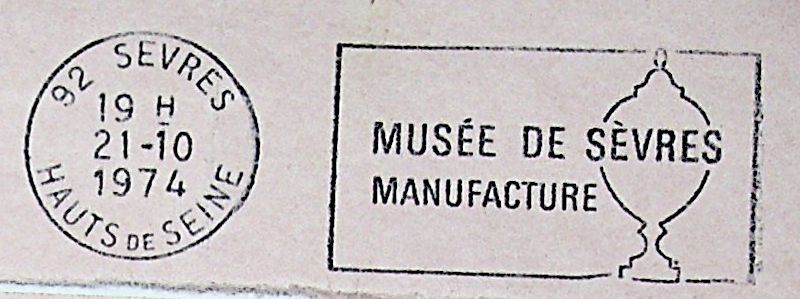 92 SEVRES
19 H
21-10
1974
HAUTS DE SEINE
MUSÉE DE SÈVRES
MANUFACTURE